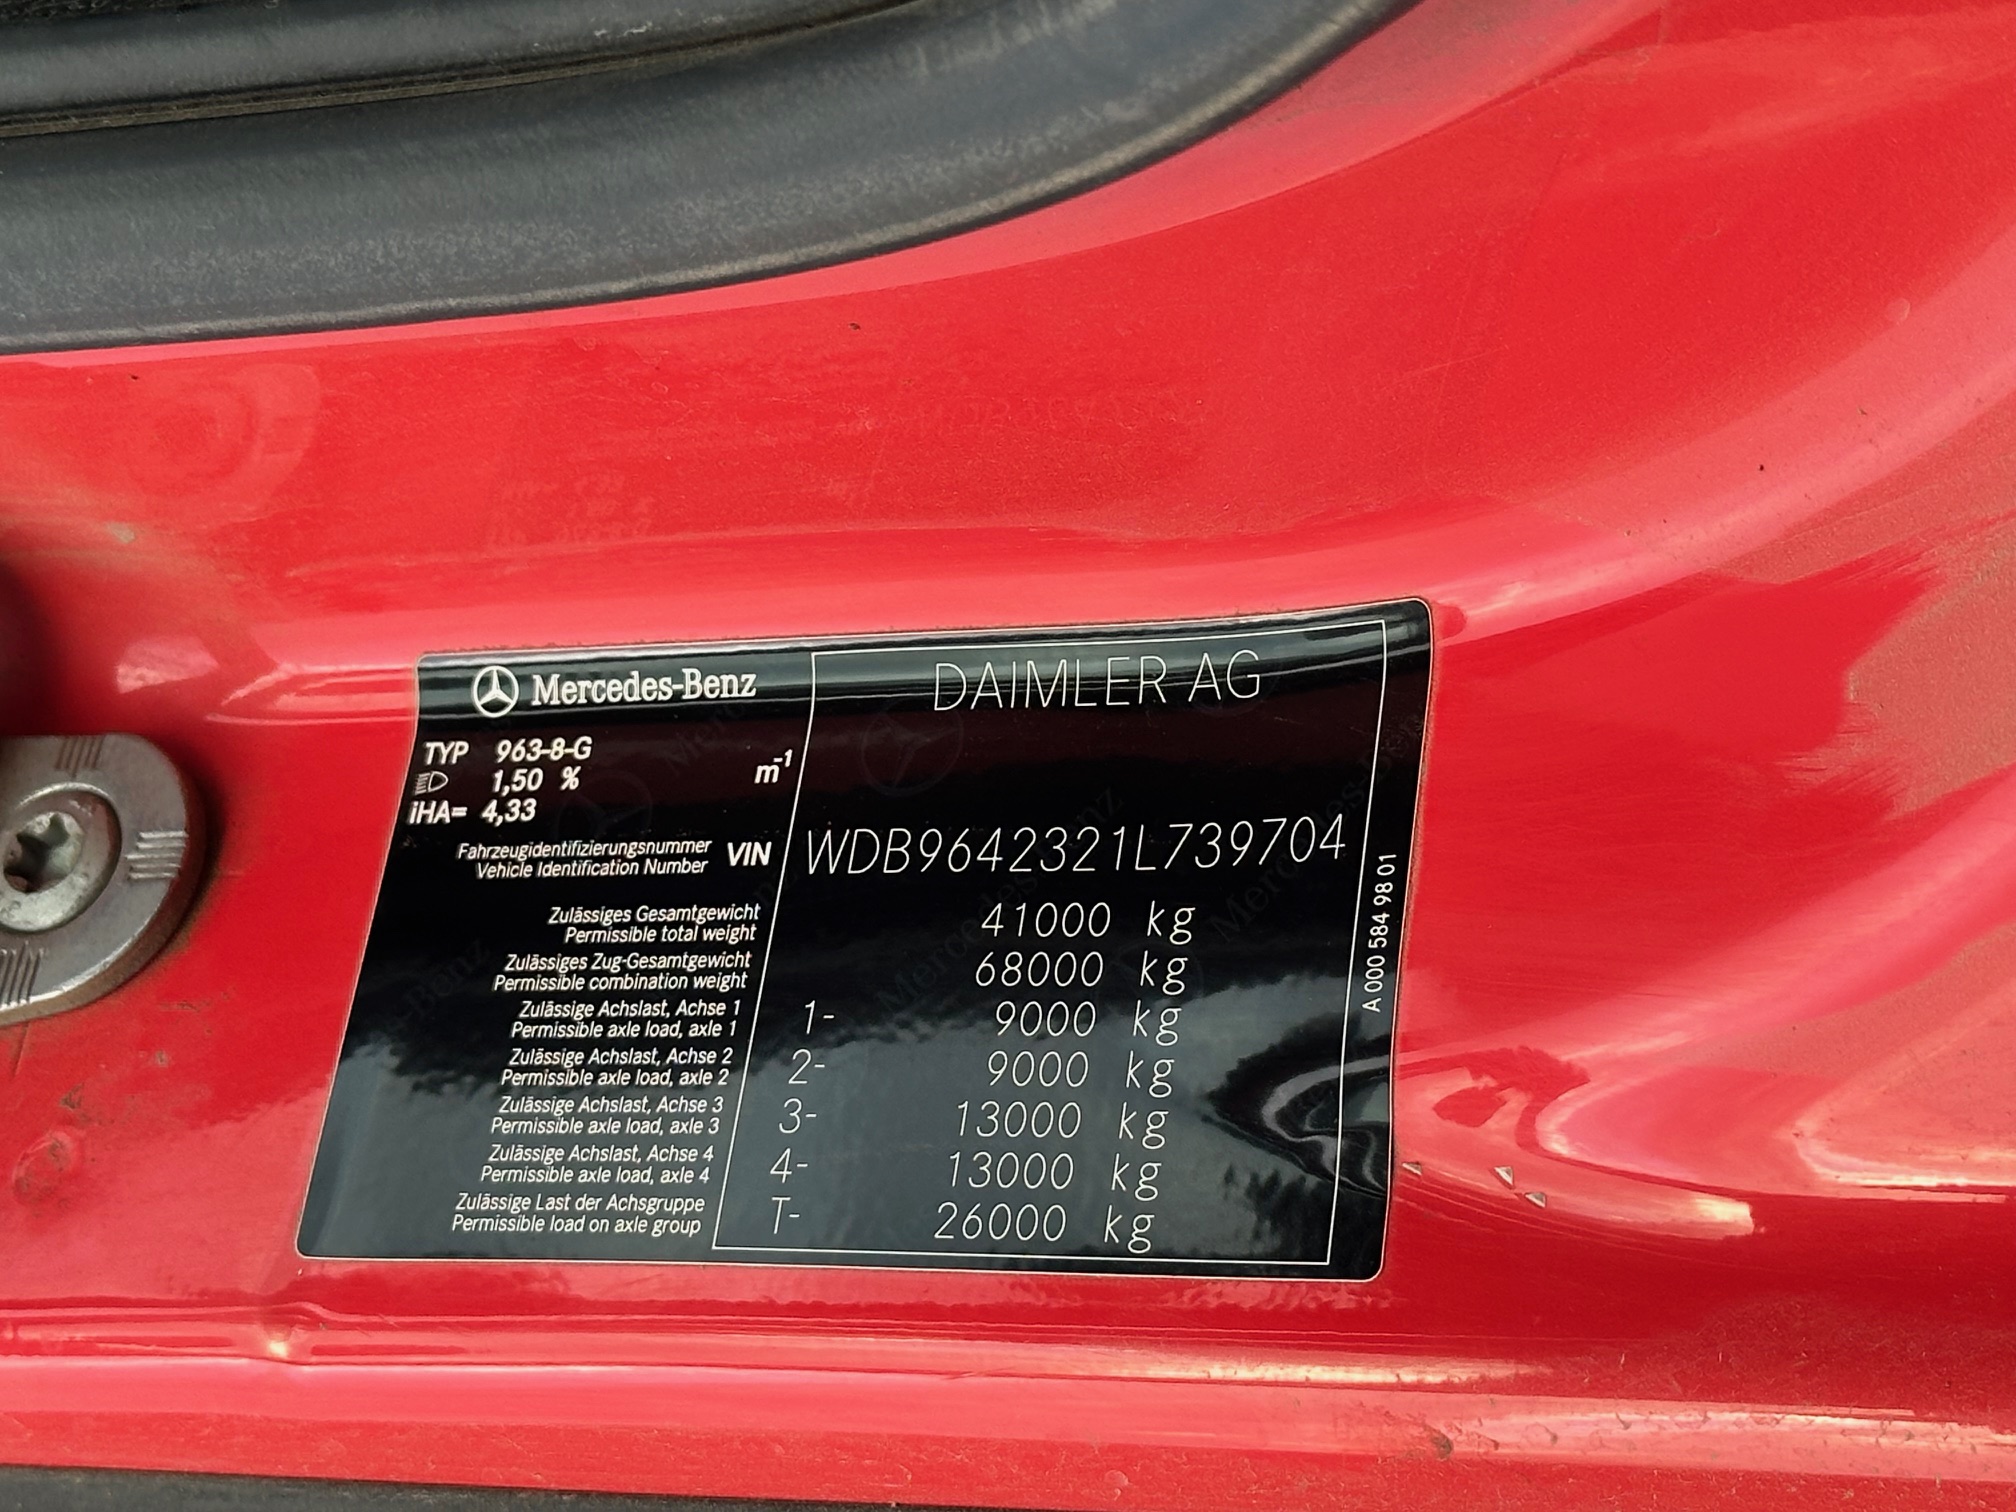 Mercedes-Benz
DAIMLER AG
TYP 963-8-G
1,50 % m-1
iHA= 4,33
Fahrzeugidentifizierungsnummer
Vehicle Identification Number
VIN WDB9642321L739704
Zulässiges Gesamtgewicht
Permissible total weight
41000 kg
Zulässiges Zug-Gesamtgewicht
Permissible combination weight
68000 kg
Zulässige Achslast, Achse 1
Permissible axle load, axle 1
1- 9000 kg
Zulässige Achslast, Achse 2
Permissible axle load, axle 2
2- 9000 kg
Zulässige Achslast, Achse 3
Permissible axle load, axle 3
3- 13000 kg
Zulässige Achslast, Achse 4
Permissible axle load, axle 4
4- 13000 kg
Zulässige Last der Achsgruppe
Permissible load on axle group
T- 26000 kg
A 000 584 98 01